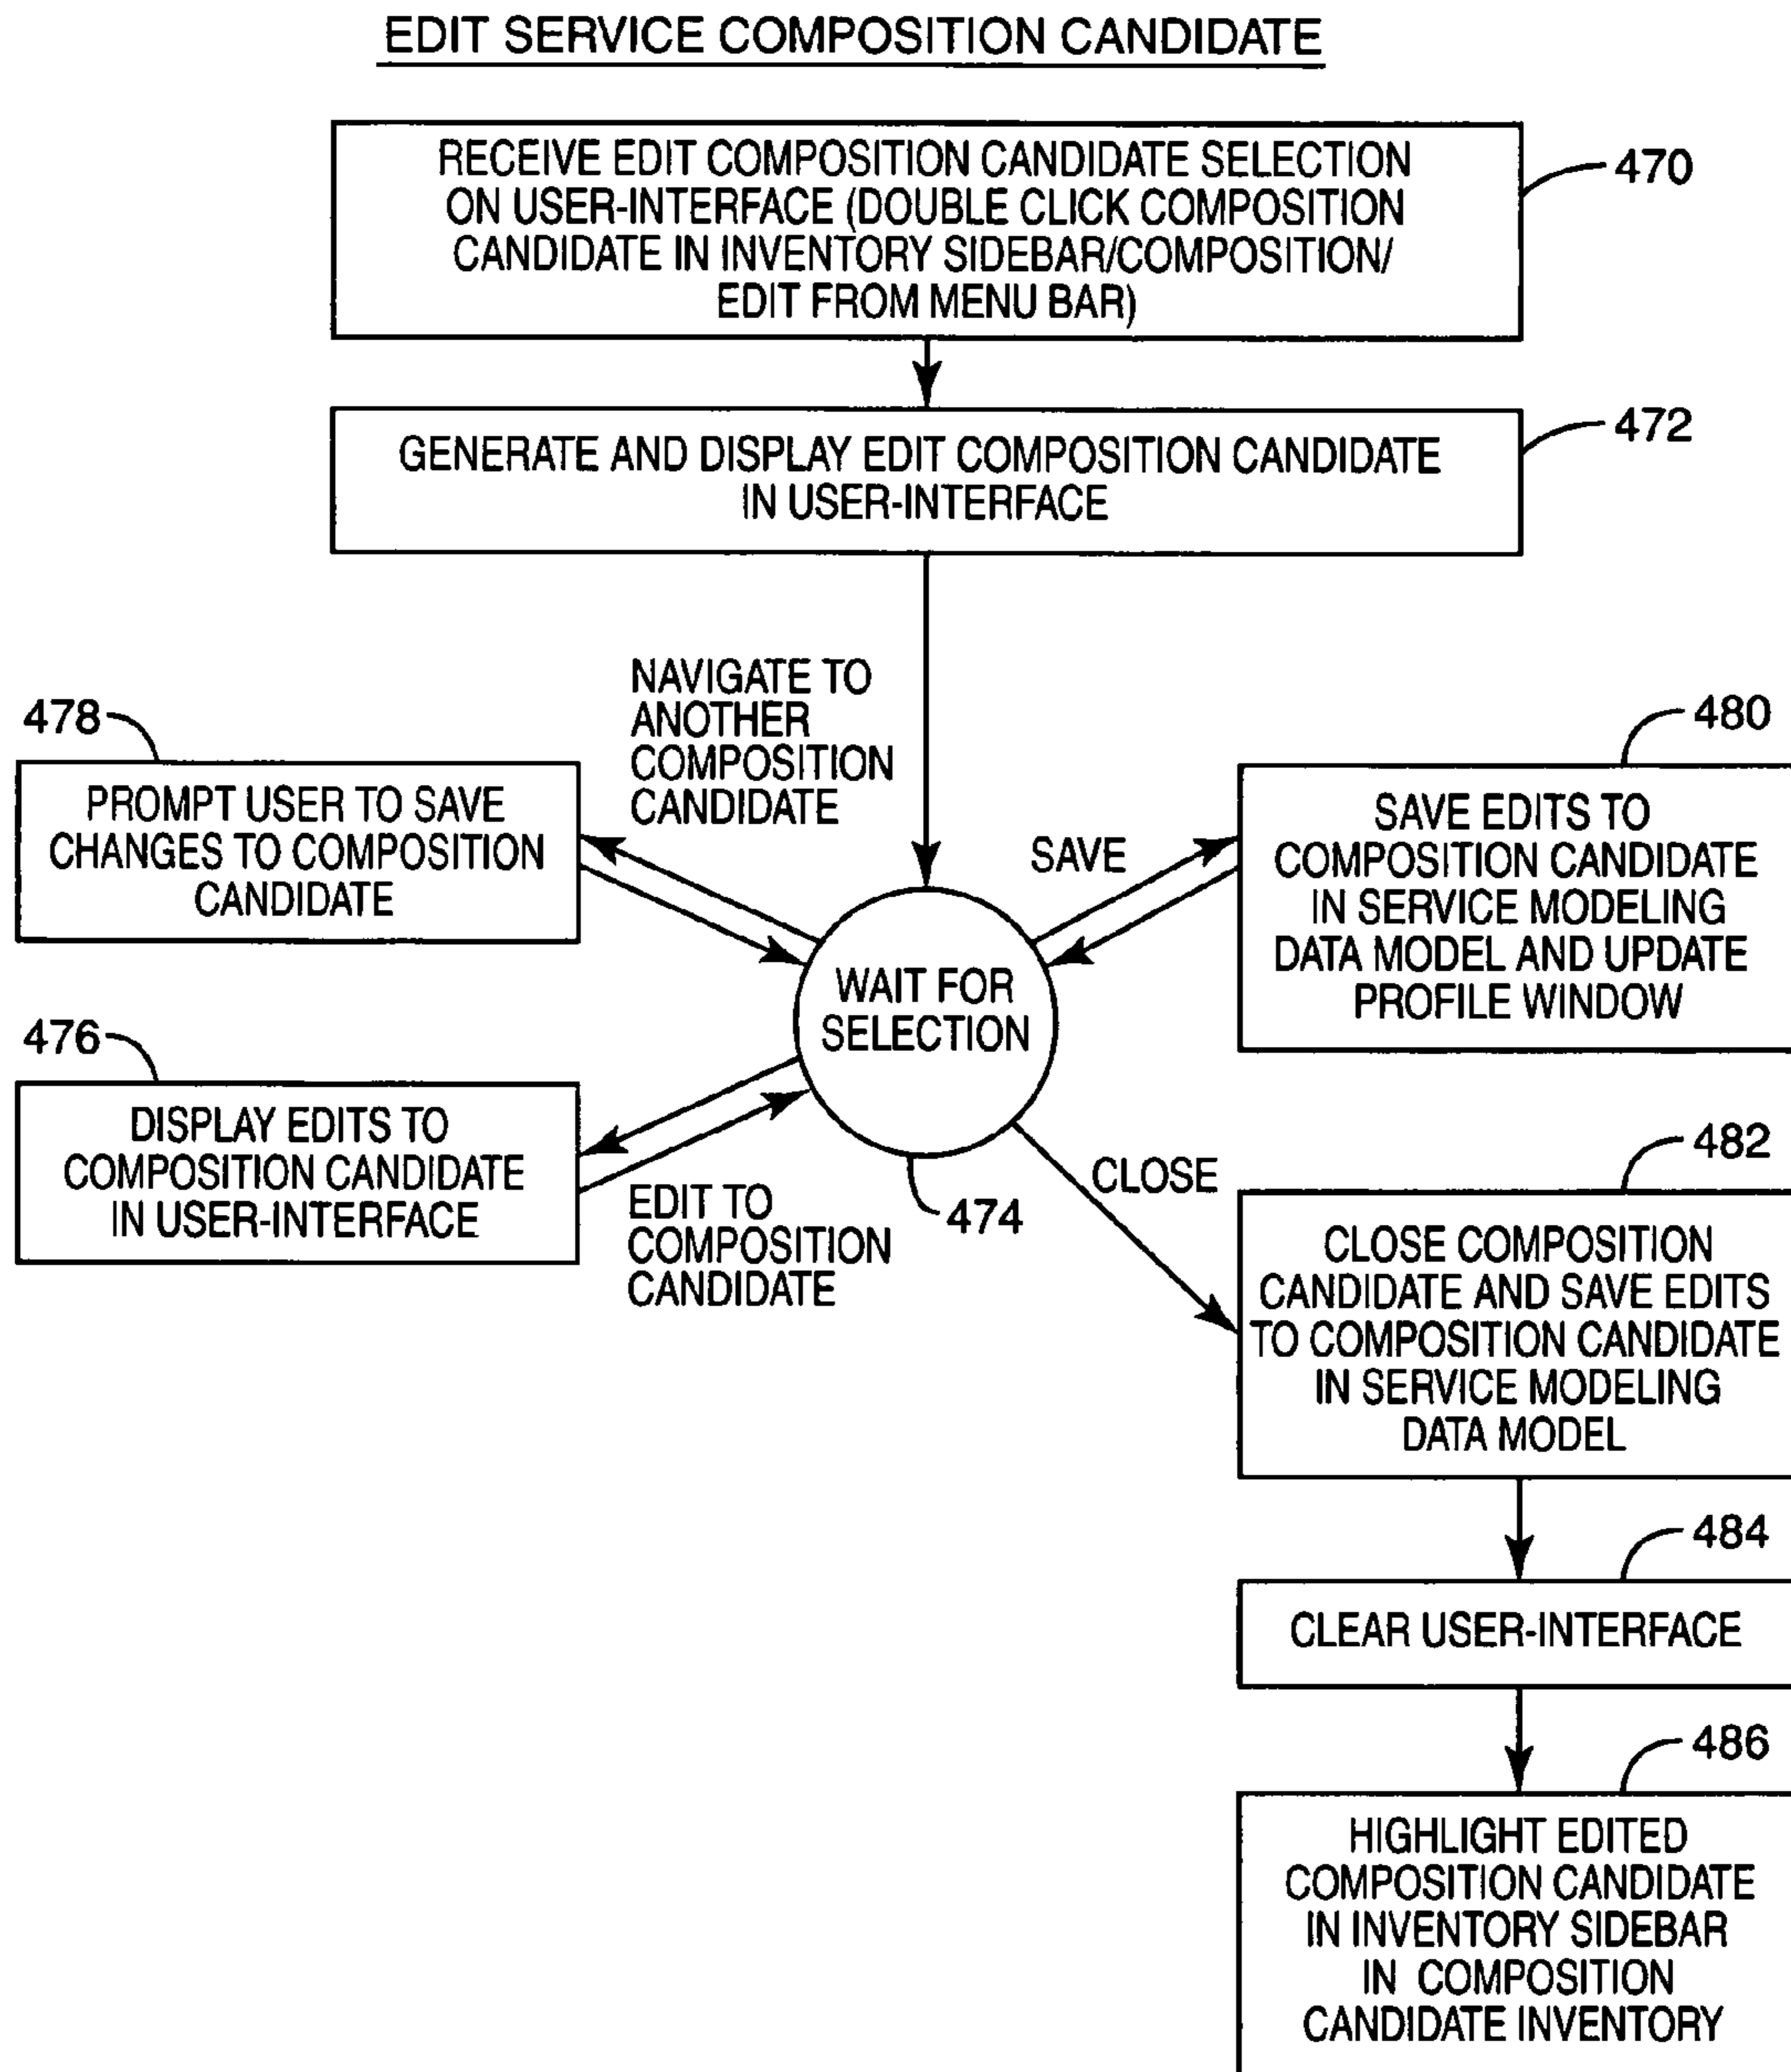 EDIT SERVICE COMPOSITION CANDIDATE
RECEIVE EDIT COMPOSITION CANDIDATE SELECTION
ON USER-INTERFACE (DOUBLE CLICK COMPOSITION
CANDIDATE IN INVENTORY SIDEBAR/COMPOSITION/
EDIT FROM MENU BAR)
470
GENERATE AND DISPLAY EDIT COMPOSITION CANDIDATE
IN USER-INTERFACE
472
NAVIGATE TO
ANOTHER
COMPOSITION
CANDIDATE
478
PROMPT USER TO SAVE
CHANGES TO COMPOSITION
CANDIDATE
SAVE
480
SAVE EDITS TO
COMPOSITION CANDIDATE
IN SERVICE MODELING
DATA MODEL AND UPDATE
PROFILE WINDOW
WAIT FOR
SELECTION
474
476
DISPLAY EDITS TO
COMPOSITION CANDIDATE
IN USER-INTERFACE
EDIT TO
COMPOSITION
CANDIDATE
CLOSE
482
CLOSE COMPOSITION
CANDIDATE AND SAVE EDITS
TO COMPOSITION CANDIDATE
IN SERVICE MODELING
DATA MODEL
484
CLEAR USER-INTERFACE
486
HIGHLIGHT EDITED
COMPOSITION CANDIDATE
IN INVENTORY SIDEBAR
IN COMPOSITION
CANDIDATE INVENTORY